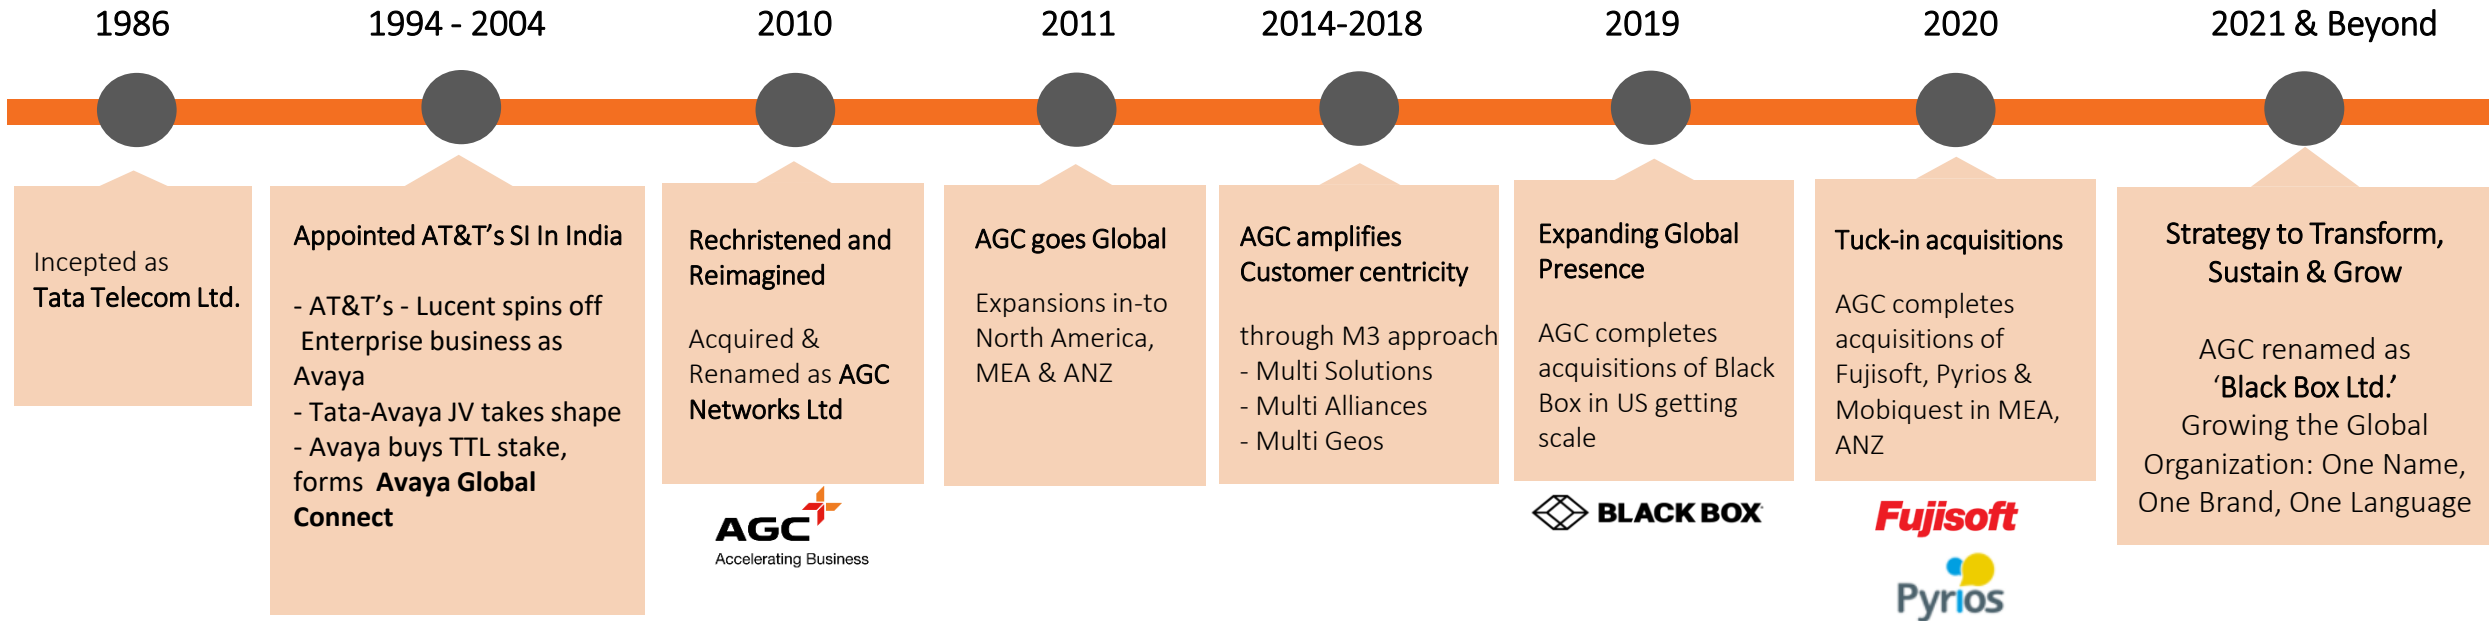 1986
1994 - 2004
2010
2011
2014-2018
2019
2020
2021 & Beyond
Incepted as
Tata Telecom Ltd.
Appointed AT&T's SI In India
- AT&T's - Lucent spins off
Enterprise business as
Avaya
- Tata-Avaya JV takes shape
- Avaya buys TTL stake,
forms Avaya Global
Connect
Rechristened and
Reimagined
Acquired &
Renamed as AGC
Networks Ltd
AGC
Accelerating Business
AGC goes Global
Expansions in-to
North America,
MEA & ANZ
AGC amplifies
Customer centricity
through M3 approach
- Multi Solutions
- Multi Alliances
- Multi Geos
Expanding Global
Presence
AGC completes
acquisitions of Black
Box in US getting
scale
BLACK BOX
Tuck-in acquisitions
AGC completes
acquisitions of
Fujisoft, Pyrios &
Mobiquest in MEA,
ANZ
Fujisoft
Pyrios
Strategy to Transform,
Sustain & Grow
AGC renamed as
‘Black Box Ltd.’
Growing the Global
Organization: One Name,
One Brand, One Language